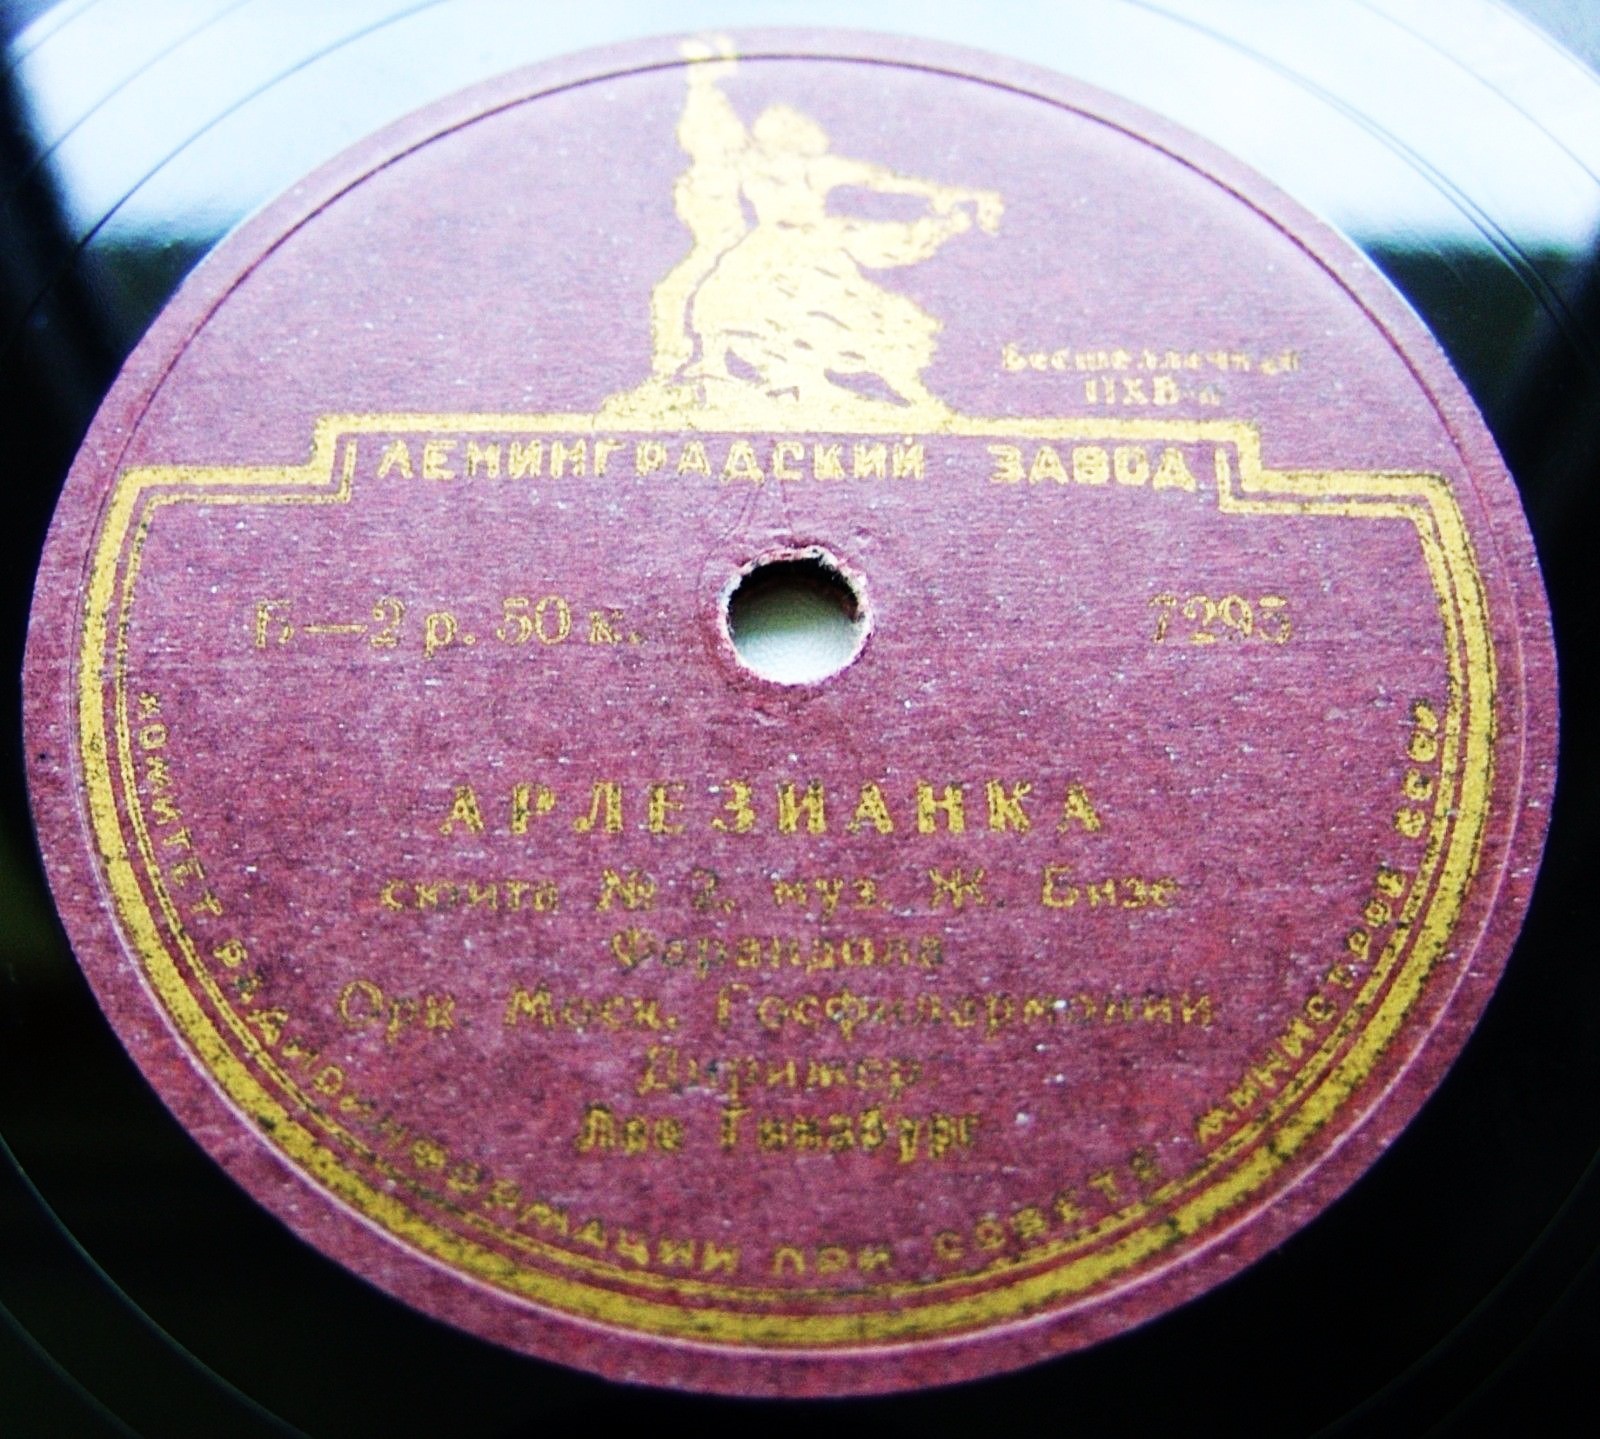 Бесшеллачный
ПХВ-а
ЛЕНИНГРАДСКИЙ ЗАВОД
Б—2 р. 50 к.
7295
АРЛЕЗИАНКА
сюита № 2, муз. Ж. Бизе
Фарандола
Орк. Моск. Госфилармонии
Дирижер
Лео Гинзбург
КОМИТЕТ РАДИОИНФОРМАЦИИ ПРИ СОВЕТЕ МИНИСТРОВ СССР